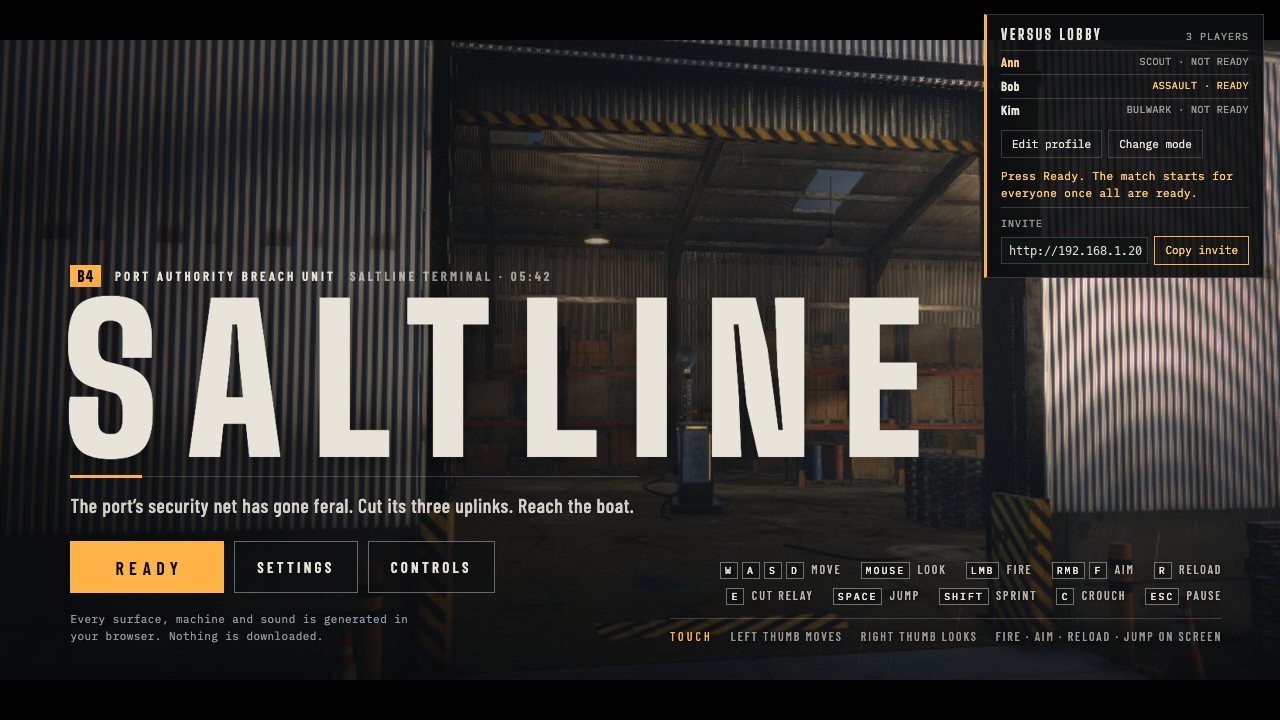 VERSUS LOBBY 3 PLAYERS
Ann SCOUT · NOT READY
Bob ASSAULT · READY
Kim BULWARK · NOT READY
Edit profile Change mode
Press Ready. The match starts for
everyone once all are ready.
INVITE
http://192.168.1.20 Copy invite
B4 PORT AUTHORITY BREACH UNIT SALTLINE TERMINAL · 05:42
SALTLINE
The port’s security net has gone feral. Cut its three uplinks. Reach the boat.
READY SETTINGS CONTROLS
Every surface, machine and sound is generated in
your browser. Nothing is downloaded.
W A S D MOVE MOUSE LOOK LMB FIRE RMB F AIM R RELOAD
E CUT RELAY SPACE JUMP SHIFT SPRINT C CROUCH ESC PAUSE
TOUCH LEFT THUMB MOVES RIGHT THUMB LOOKS FIRE · AIM · RELOAD · JUMP ON SCREEN